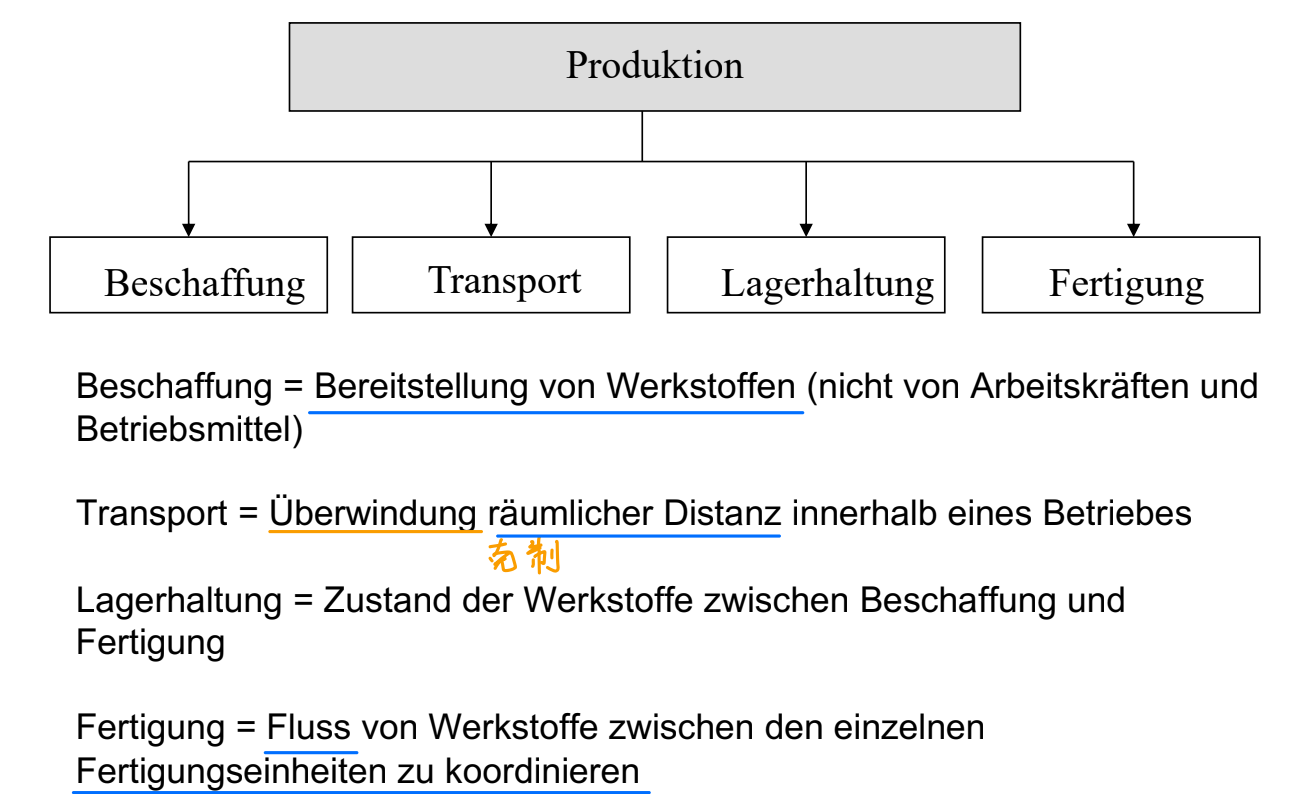 Produktion
Beschaffung
Transport
Lagerhaltung
Fertigung
Beschaffung = Bereitstellung von Werkstoffen (nicht von Arbeitskräften und
Betriebsmittel)
Transport = Überwindung räumlicher Distanz innerhalb eines Betriebes
克制
Lagerhaltung = Zustand der Werkstoffe zwischen Beschaffung und
Fertigung
Fertigung = Fluss von Werkstoffe zwischen den einzelnen
Fertigungseinheiten zu koordinieren